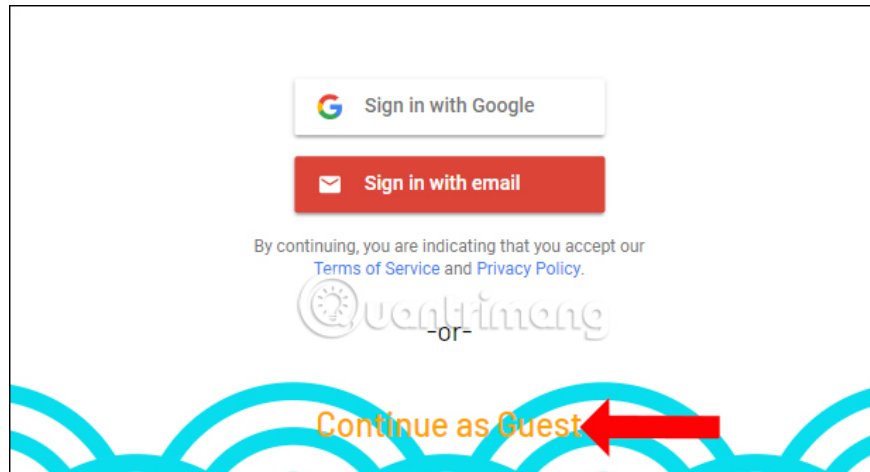 Sign in with Google
Sign in with email
By continuing, you are indicating that you accept our
Terms of Service and Privacy Policy.
Quantrimang
-or-
Continue as Guest